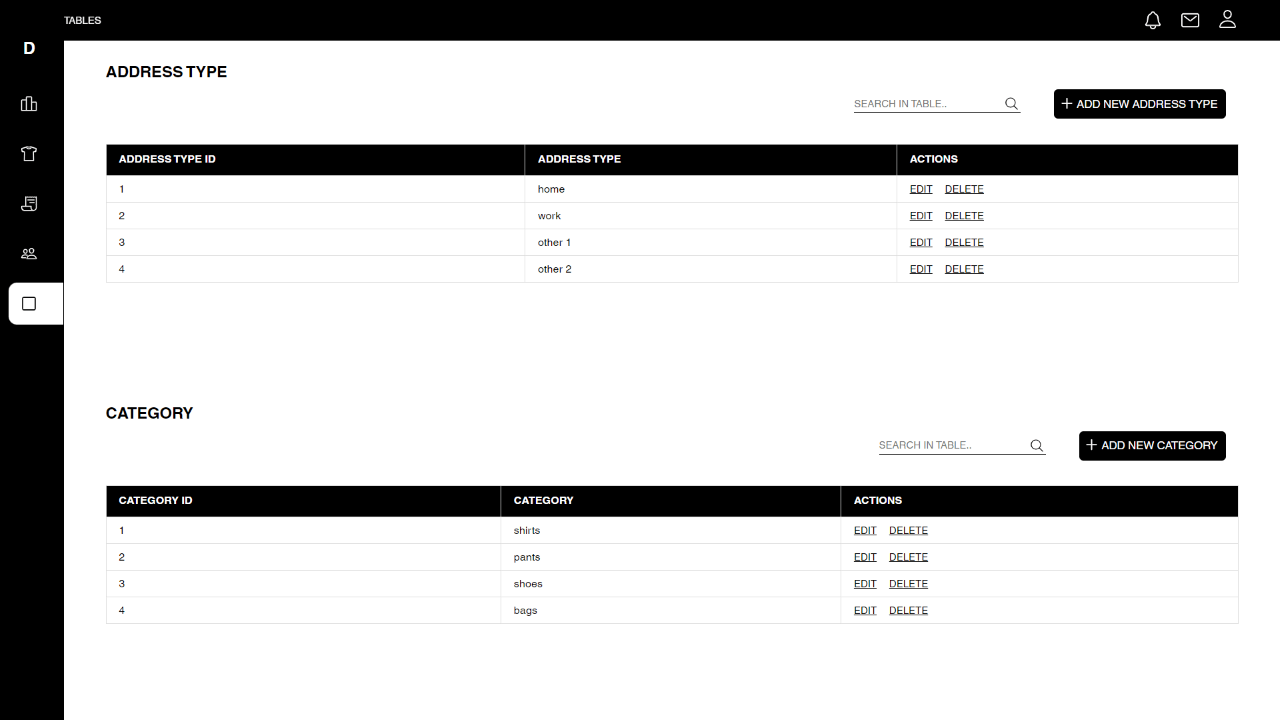 TABLES
D
ADDRESS TYPE
SEARCH IN TABLE..
ADD NEW ADDRESS TYPE
ADDRESS TYPE ID ADDRESS TYPE ACTIONS
1 home EDIT DELETE
2 work EDIT DELETE
3 other 1 EDIT DELETE
4 other 2 EDIT DELETE
CATEGORY
SEARCH IN TABLE..
ADD NEW CATEGORY
CATEGORY ID CATEGORY ACTIONS
1 shirts EDIT DELETE
2 pants EDIT DELETE
3 shoes EDIT DELETE
4 bags EDIT DELETE